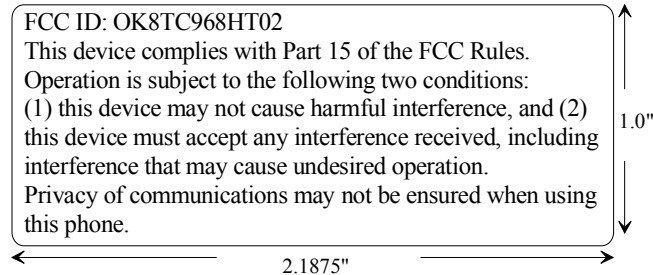 FCC ID: OK8TC968HT02
This device complies with Part 15 of the FCC Rules.
Operation is subject to the following two conditions:
(1) this device may not cause harmful interference, and (2)
this device must accept any interference received, including
interference that may cause undesired operation.
Privacy of communications may not be ensured when using
this phone.
1.0"
2.1875"